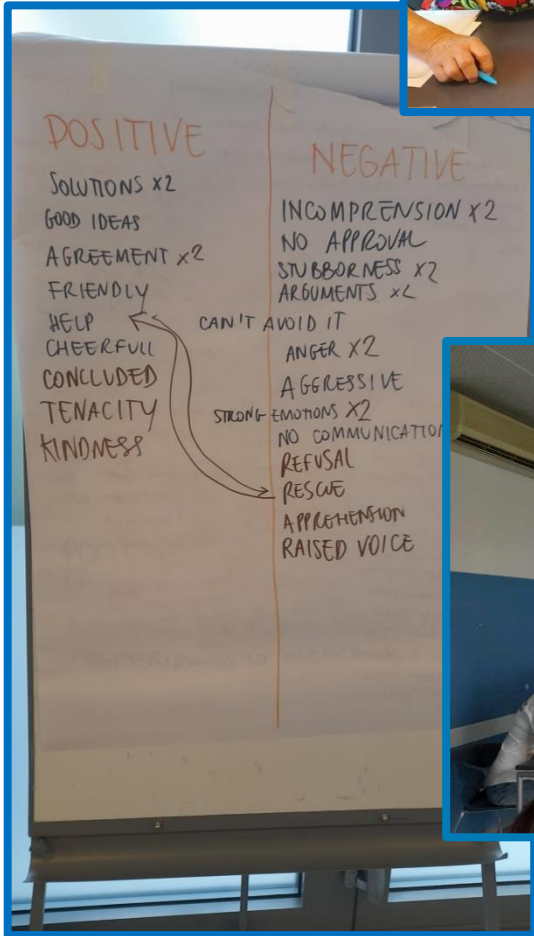 POSITIVE
SOLUTIONS x2
GOOD IDEAS
AGREEMENT x2
FRIENDLY
HELP
CHEERFULL
CONCLUDED
TENACITY
KINDNESS
NEGATIVE
INCOMPRENSION x2
NO APPROVAL
STUBBORNESS x2
ARGUMENTS x2
CAN'T AVOID IT
ANGER x2
AGGRESSIVE
STRONG EMOTIONS x2
NO COMMUNICATION
REFUSAL
RESCUE
APPREHENSION
RAISED VOICE